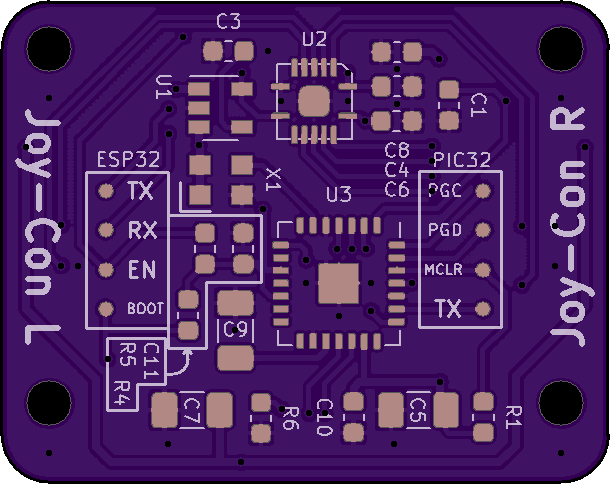 C3
U2
U1
C1
Joy-Con L
Joy-Con R
ESP32
X1
C8
C4
C6
PIC32
TX
RX
EN
BOOT
U3
PGC
PGD
MCLR
TX
C9
C11
R5
R4
C7
R6
C10
C5
R1